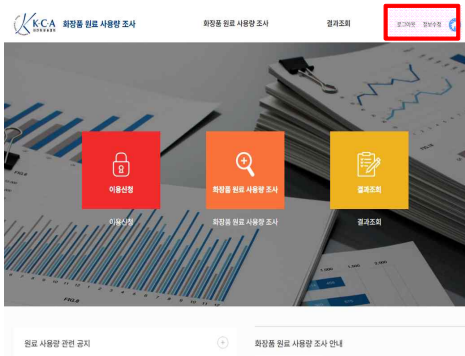 K·C·A 화장품 원료 사용량 조사
화장품 원료 사용량 조사
결과조회
로그아웃 정보수정
이용신청
화장품 원료 사용량 조사
결과조회
이용신청
화장품 원료 사용량 조사
결과조회
FIG.8
원료 사용량 관련 공지
화장품 원료 사용량 조사 안내